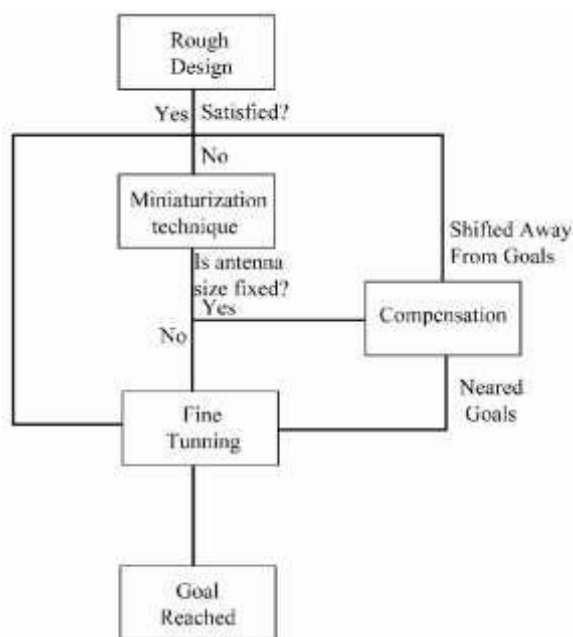 Rough
Design
Yes
Satisfied?
No
Miniaturization
technique
Shifted Away
From Goals
Is antenna
size fixed?
Yes
Compensation
No
Neared
Goals
Fine
Tunning
Goal
Reached